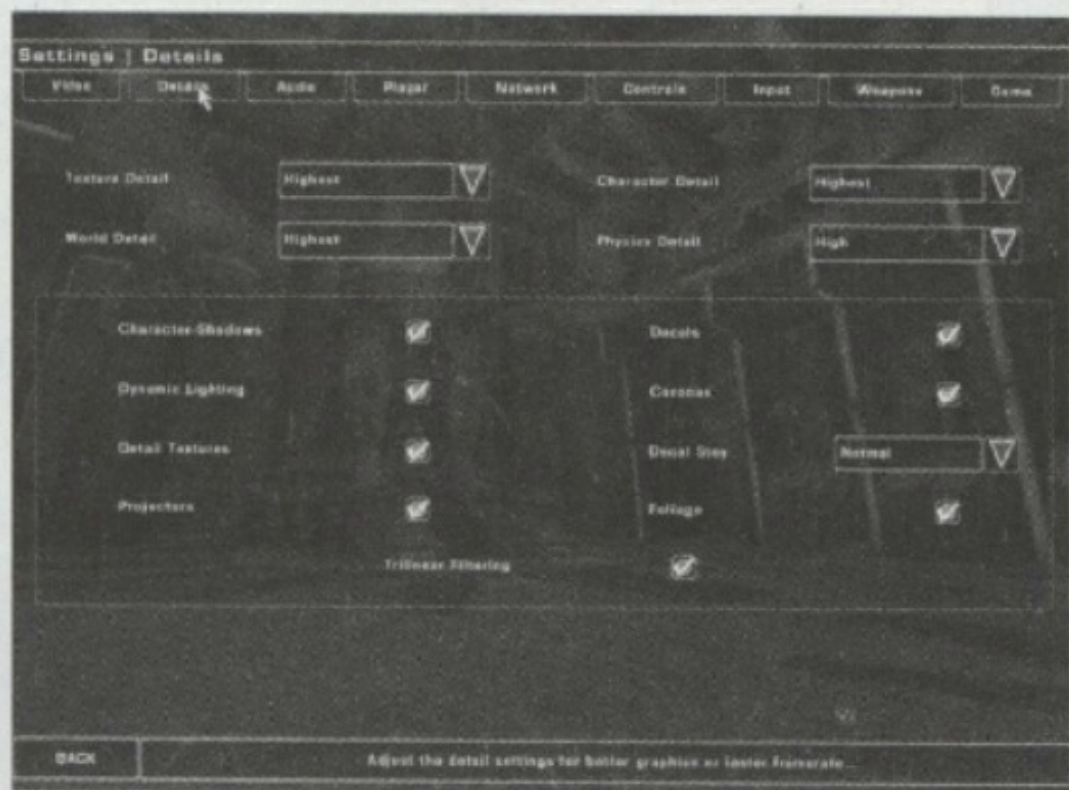 Settings | Details
Video Details Audio Player Network Controls Input Weapons Game
Texture Detail Highest Character Detail Highest
World Detail Highest Physics Detail High
Character Shadows Decals
Dynamic Lighting Coronas
Detail Textures Decal Stay Normal
Projectors Foliage
Trilinear Filtering
BACK Adjust the detail settings for better graphics or faster framerate.